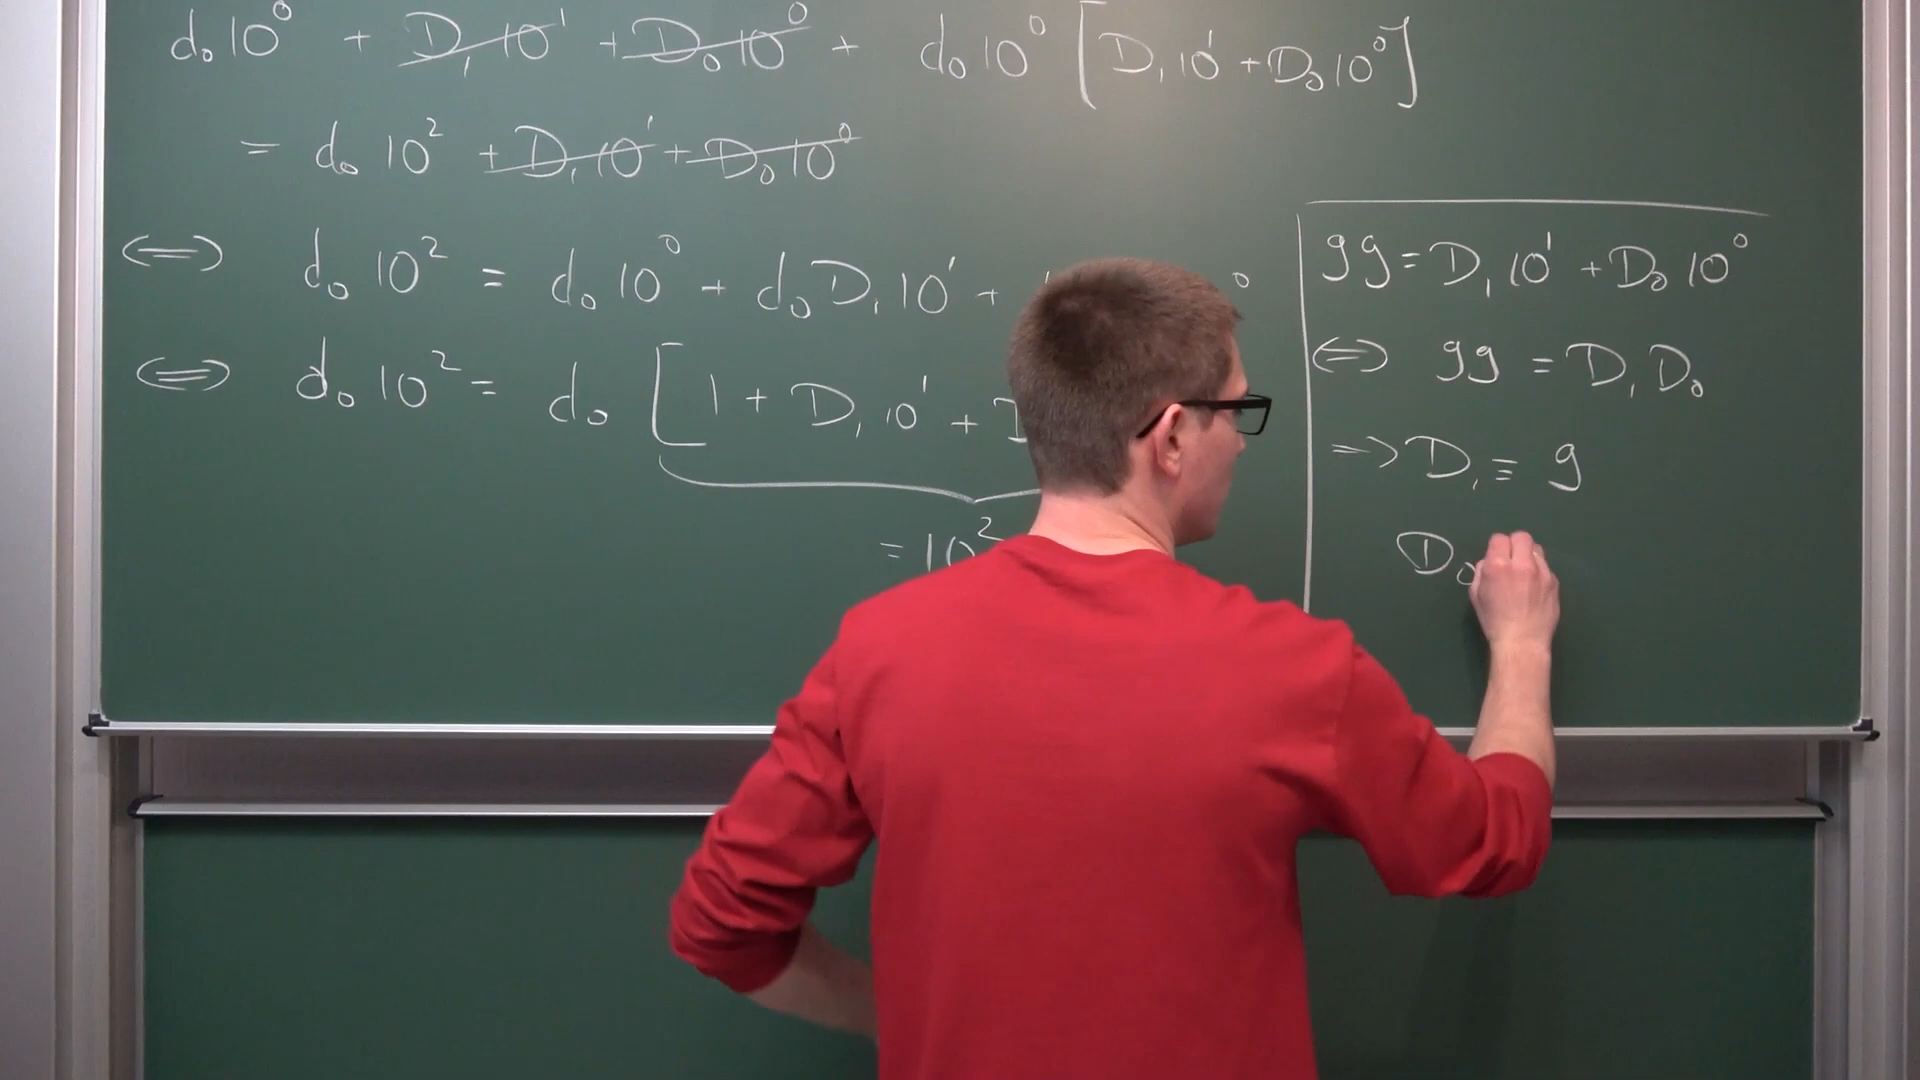 d₀10⁰ + D₁10¹ + D₀10⁰ + d₀10⁰ [D₁10¹ + D₀10⁰]
= d₀10² + D₁10¹ + D₀10⁰
⇔ d₀10² = d₀10⁰ + d₀D₁10¹ +
⇔ d₀10² = d₀ [1 + D₁10¹ +
= 10²
99 = D₁10¹ + D₀10⁰
⇔ 99 = D₁D₀
⇒ D₁ ≡ 9
D₀